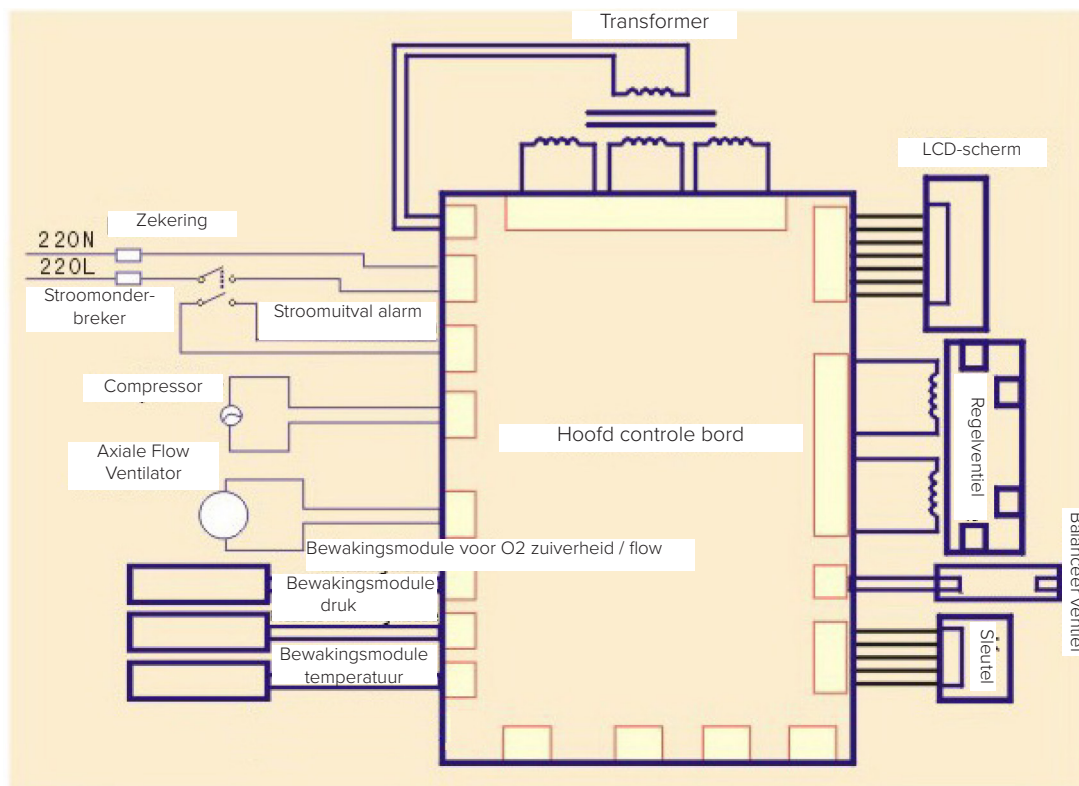 Transformer
LCD-scherm
Zekering
220N
220L
Stroomonder-
breker
Stroomuitval alarm
Compressor
Hoofd controle bord
Regelventiel
Axiale Flow
Ventilator
Bewakingsmodule voor O2 zuiverheid / flow
Balanceer ventiel
Bewakingsmodule
druk
Sleutel
Bewakingsmodule
temperatuur